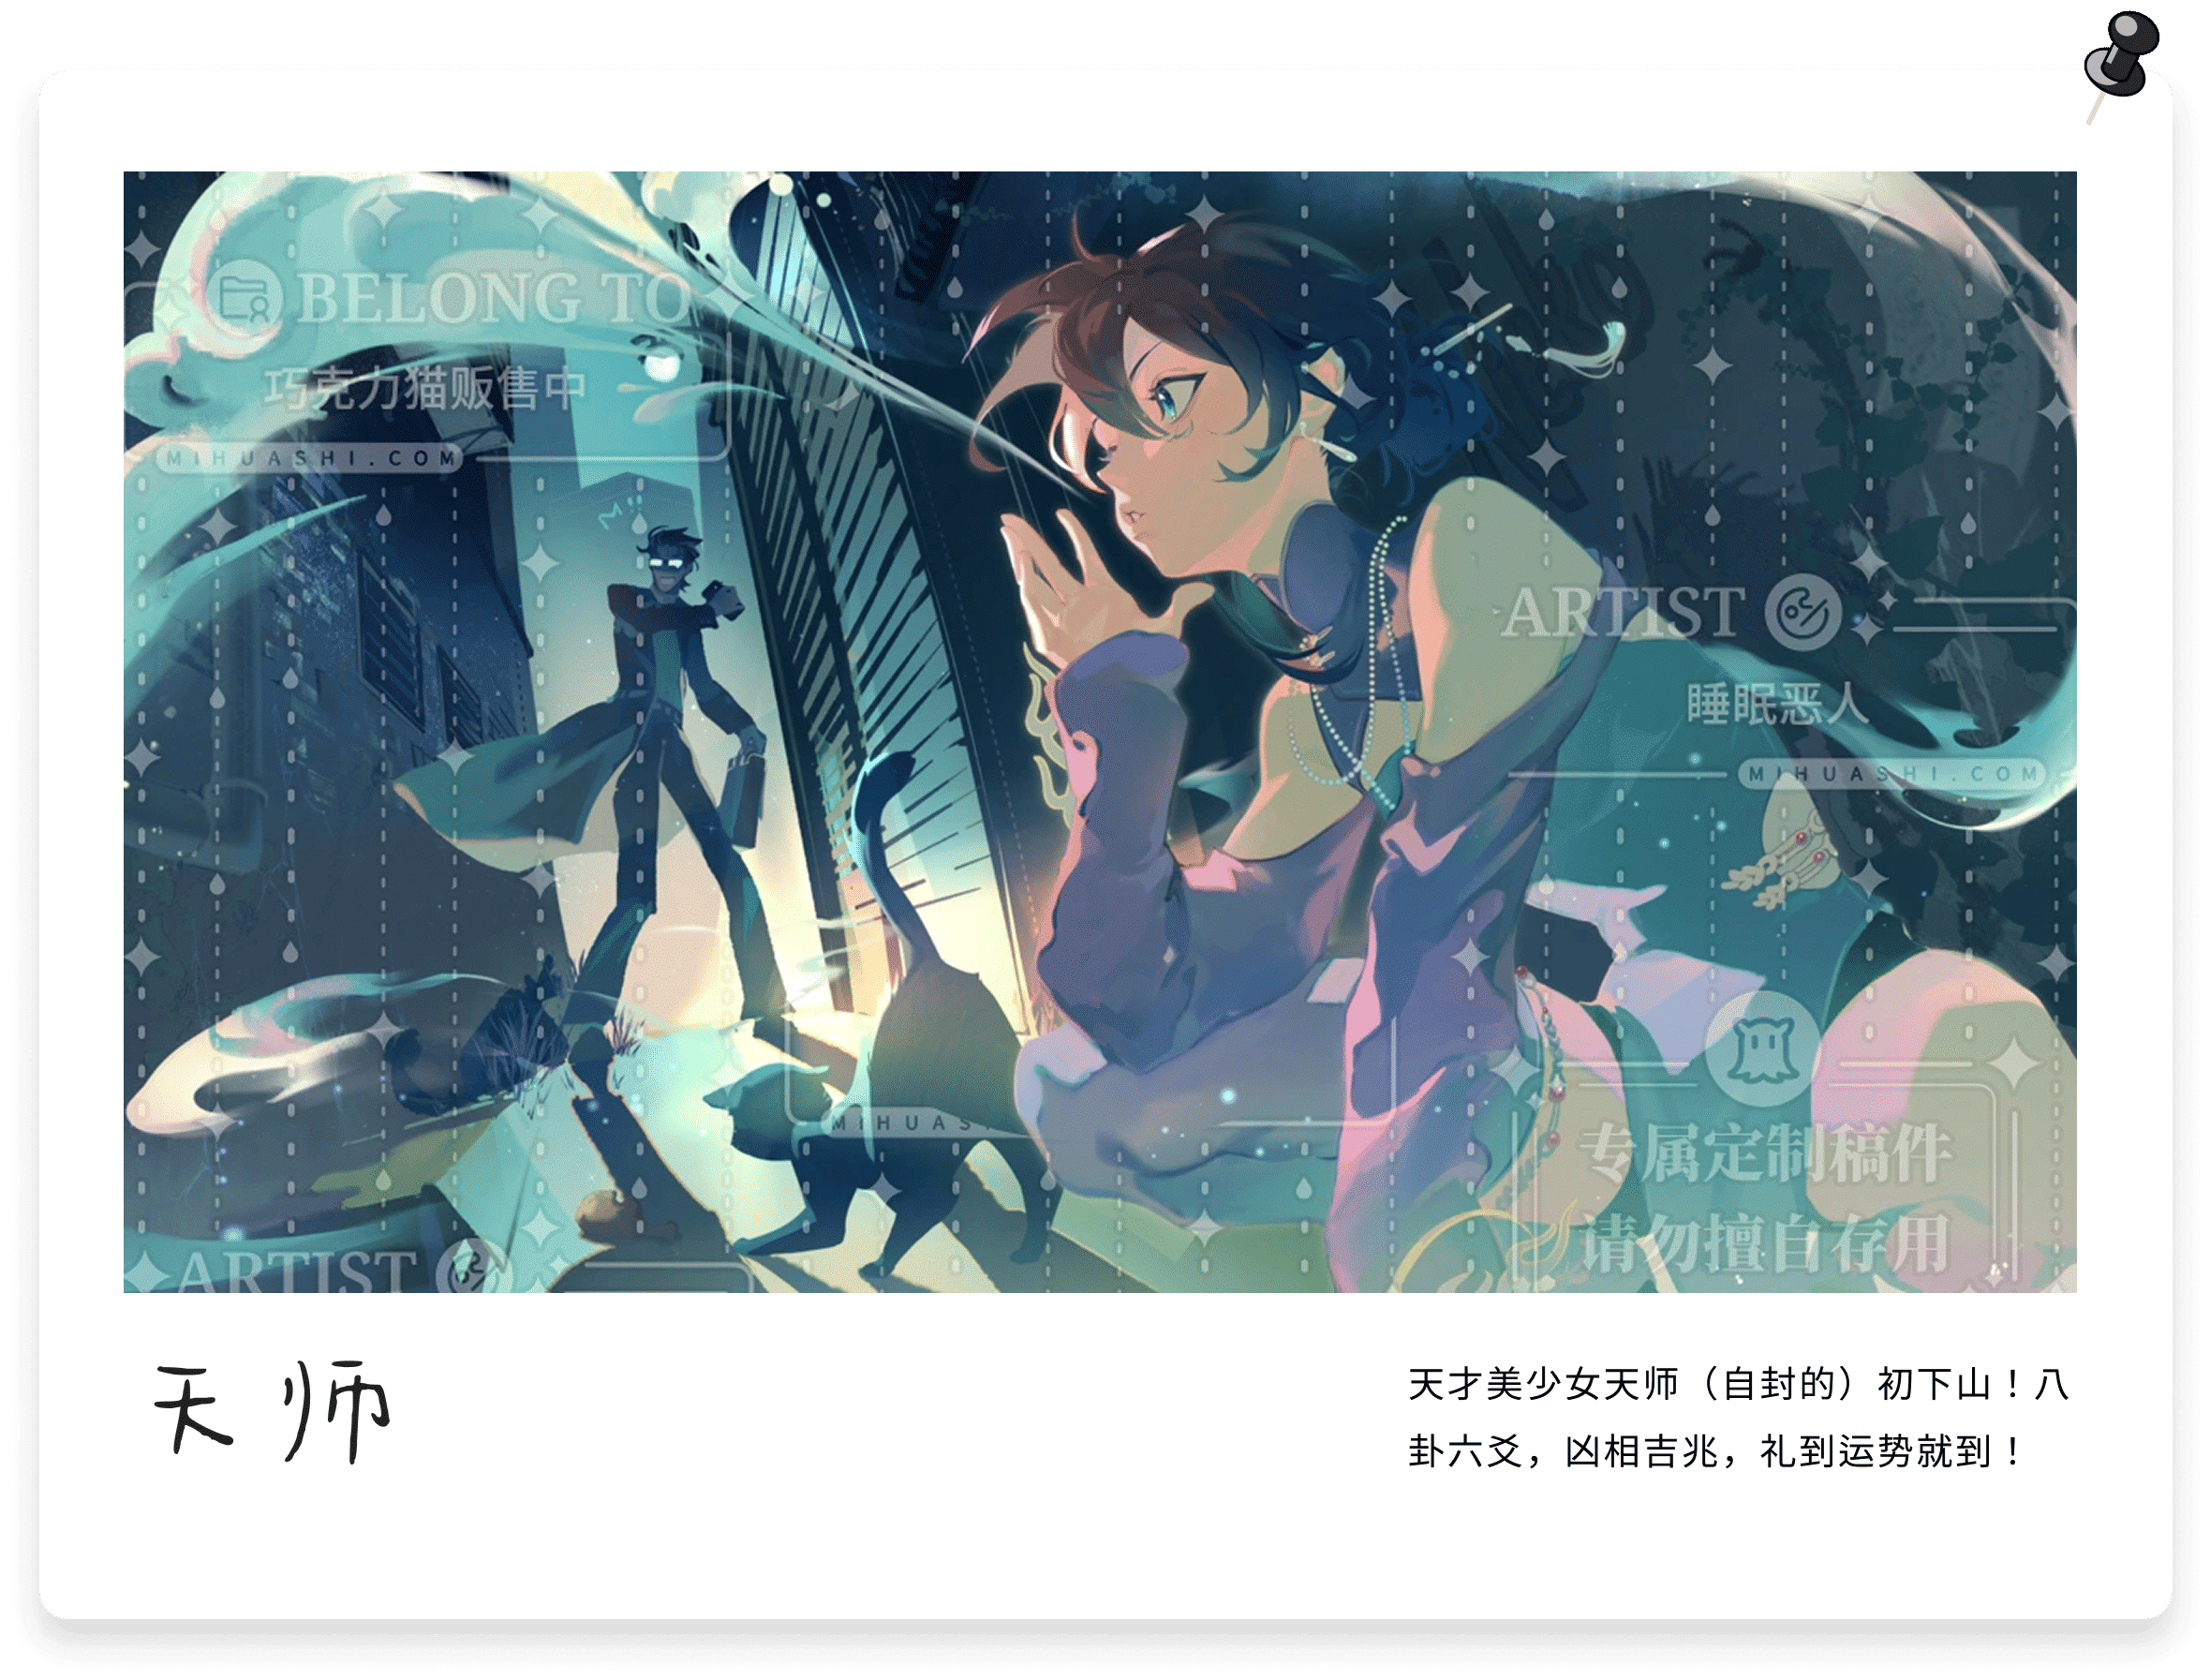 BELONG TO
巧克力猫贩售中
MIHUASHI.COM
M!!
ARTIST
睡眠恶人
MIHUASHI.COM
MIHUAS
专属定制稿件
请勿擅自存用
ARTIST
天师
天才美少女天师（自封的）初下山！八
卦六爻，凶相吉兆，礼到运势就到！